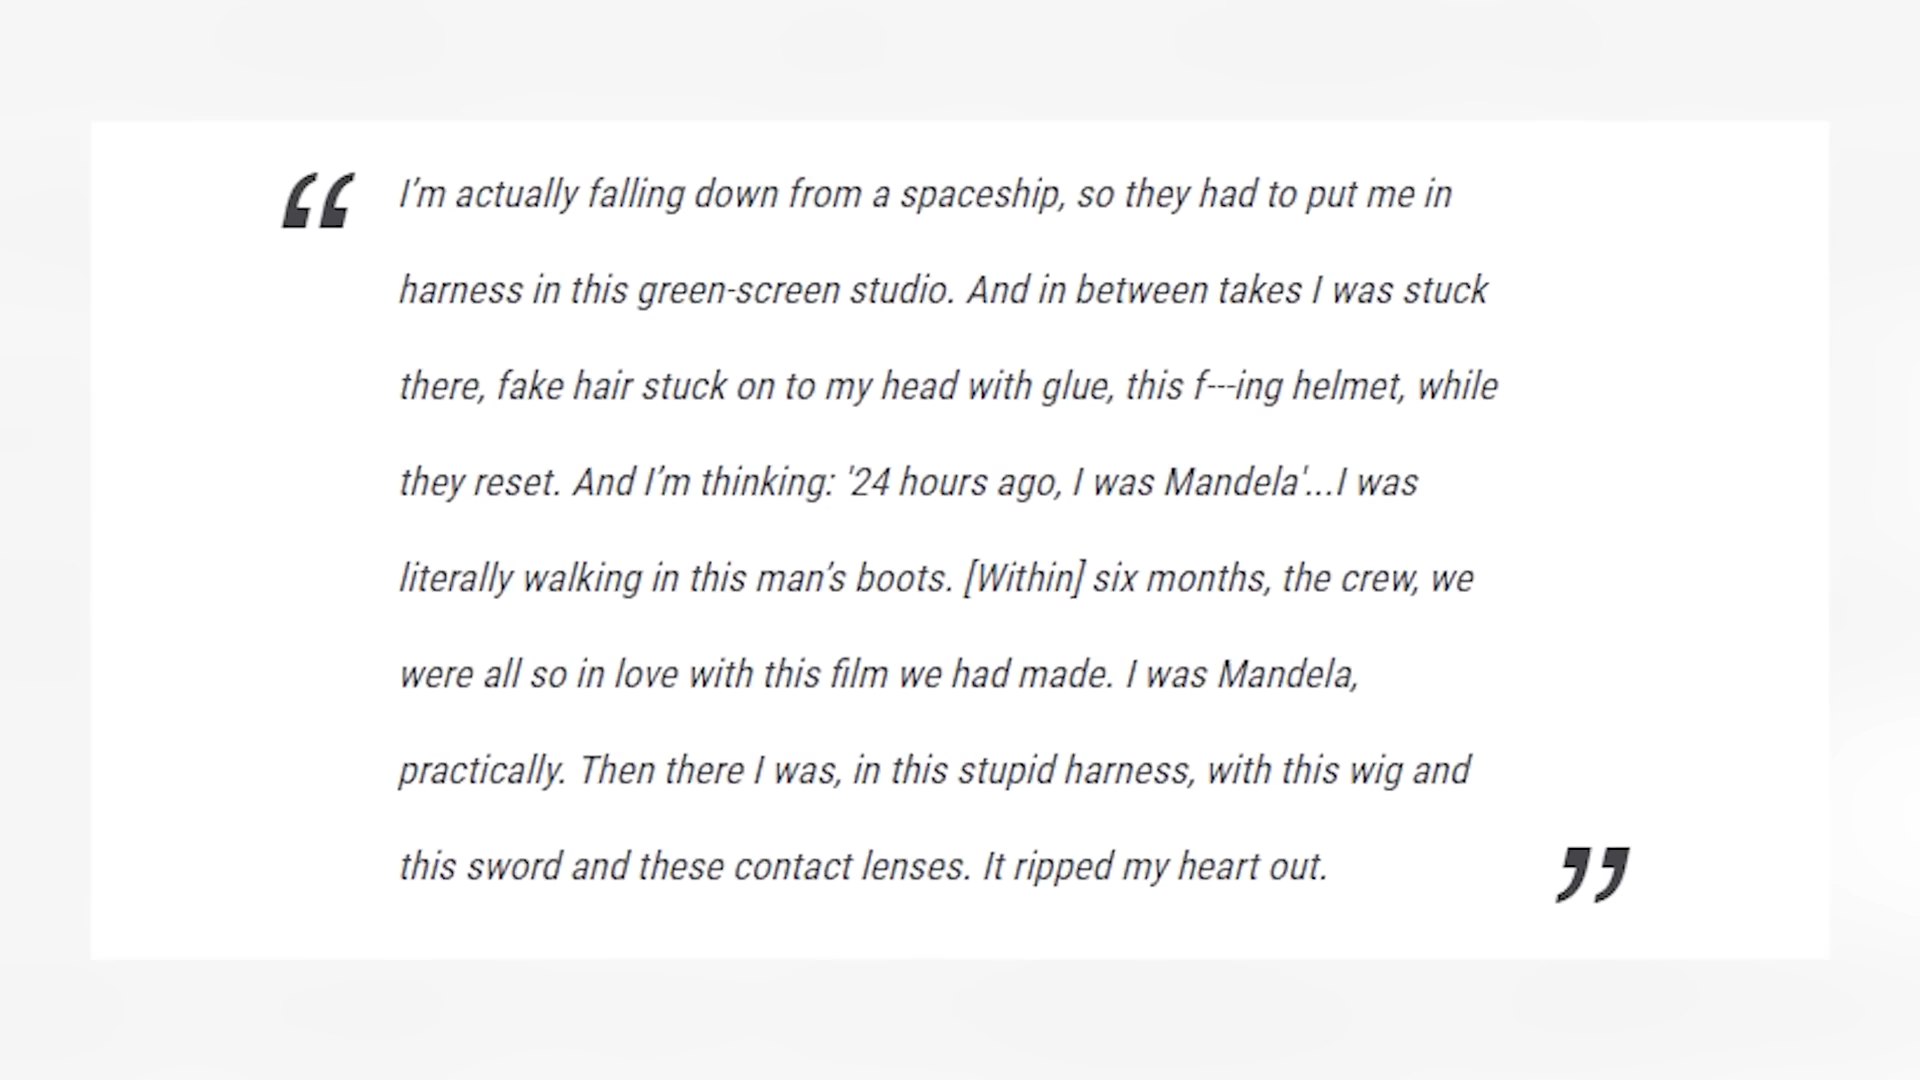 “ I’m actually falling down from a spaceship, so they had to put me in
harness in this green-screen studio. And in between takes I was stuck
there, fake hair stuck on to my head with glue, this f---ing helmet, while
they reset. And I’m thinking: '24 hours ago, I was Mandela'...I was
literally walking in this man’s boots. [Within] six months, the crew, we
were all so in love with this film we had made. I was Mandela,
practically. Then there I was, in this stupid harness, with this wig and
this sword and these contact lenses. It ripped my heart out. ”